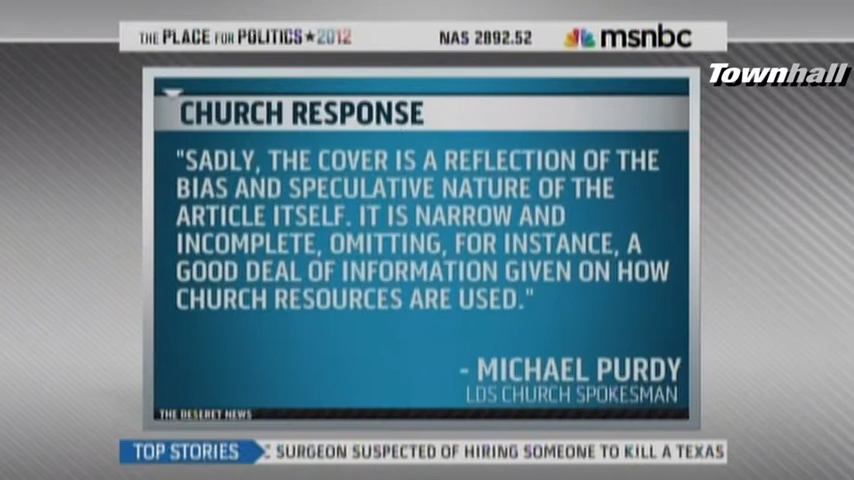 THE PLACE FOR POLITICS★2012
NAS 2892.52
msnbc
Townhall
CHURCH RESPONSE
"SADLY, THE COVER IS A REFLECTION OF THE
BIAS AND SPECULATIVE NATURE OF THE
ARTICLE ITSELF. IT IS NARROW AND
INCOMPLETE, OMITTING, FOR INSTANCE, A
GOOD DEAL OF INFORMATION GIVEN ON HOW
CHURCH RESOURCES ARE USED."
- MICHAEL PURDY
LDS CHURCH SPOKESMAN
THE DESERET NEWS
TOP STORIES
SURGEON SUSPECTED OF HIRING SOMEONE TO KILL A TEXAS